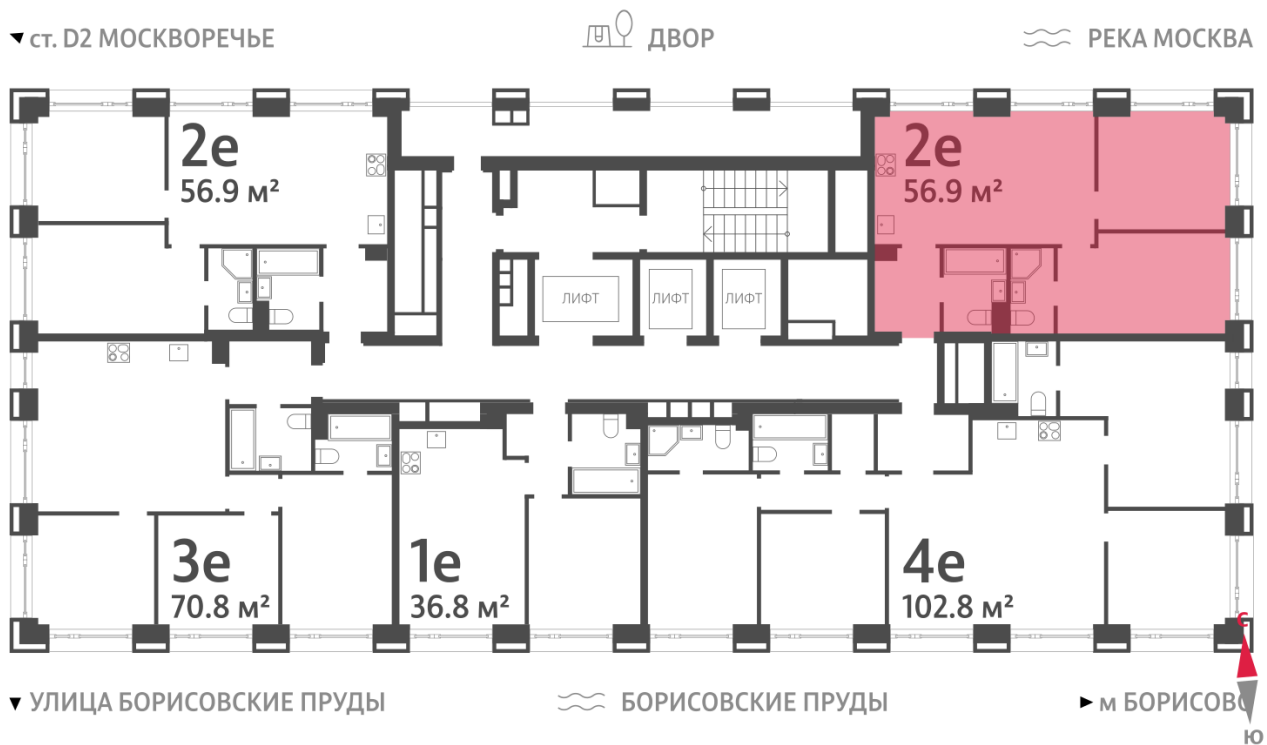 ст. D2 МОСКВОРЕЧЬЕ
ДВОР
РЕКА МОСКВА
2е
56.9 м²
2е
56.9 м²
ЛИФТ
ЛИФТ
ЛИФТ
3е
70.8 м²
1е
36.8 м²
4е
102.8 м²
С
УЛИЦА БОРИСОВСКИЕ ПРУДЫ
БОРИСОВСКИЕ ПРУДЫ
м БОРИСОВО
Ю